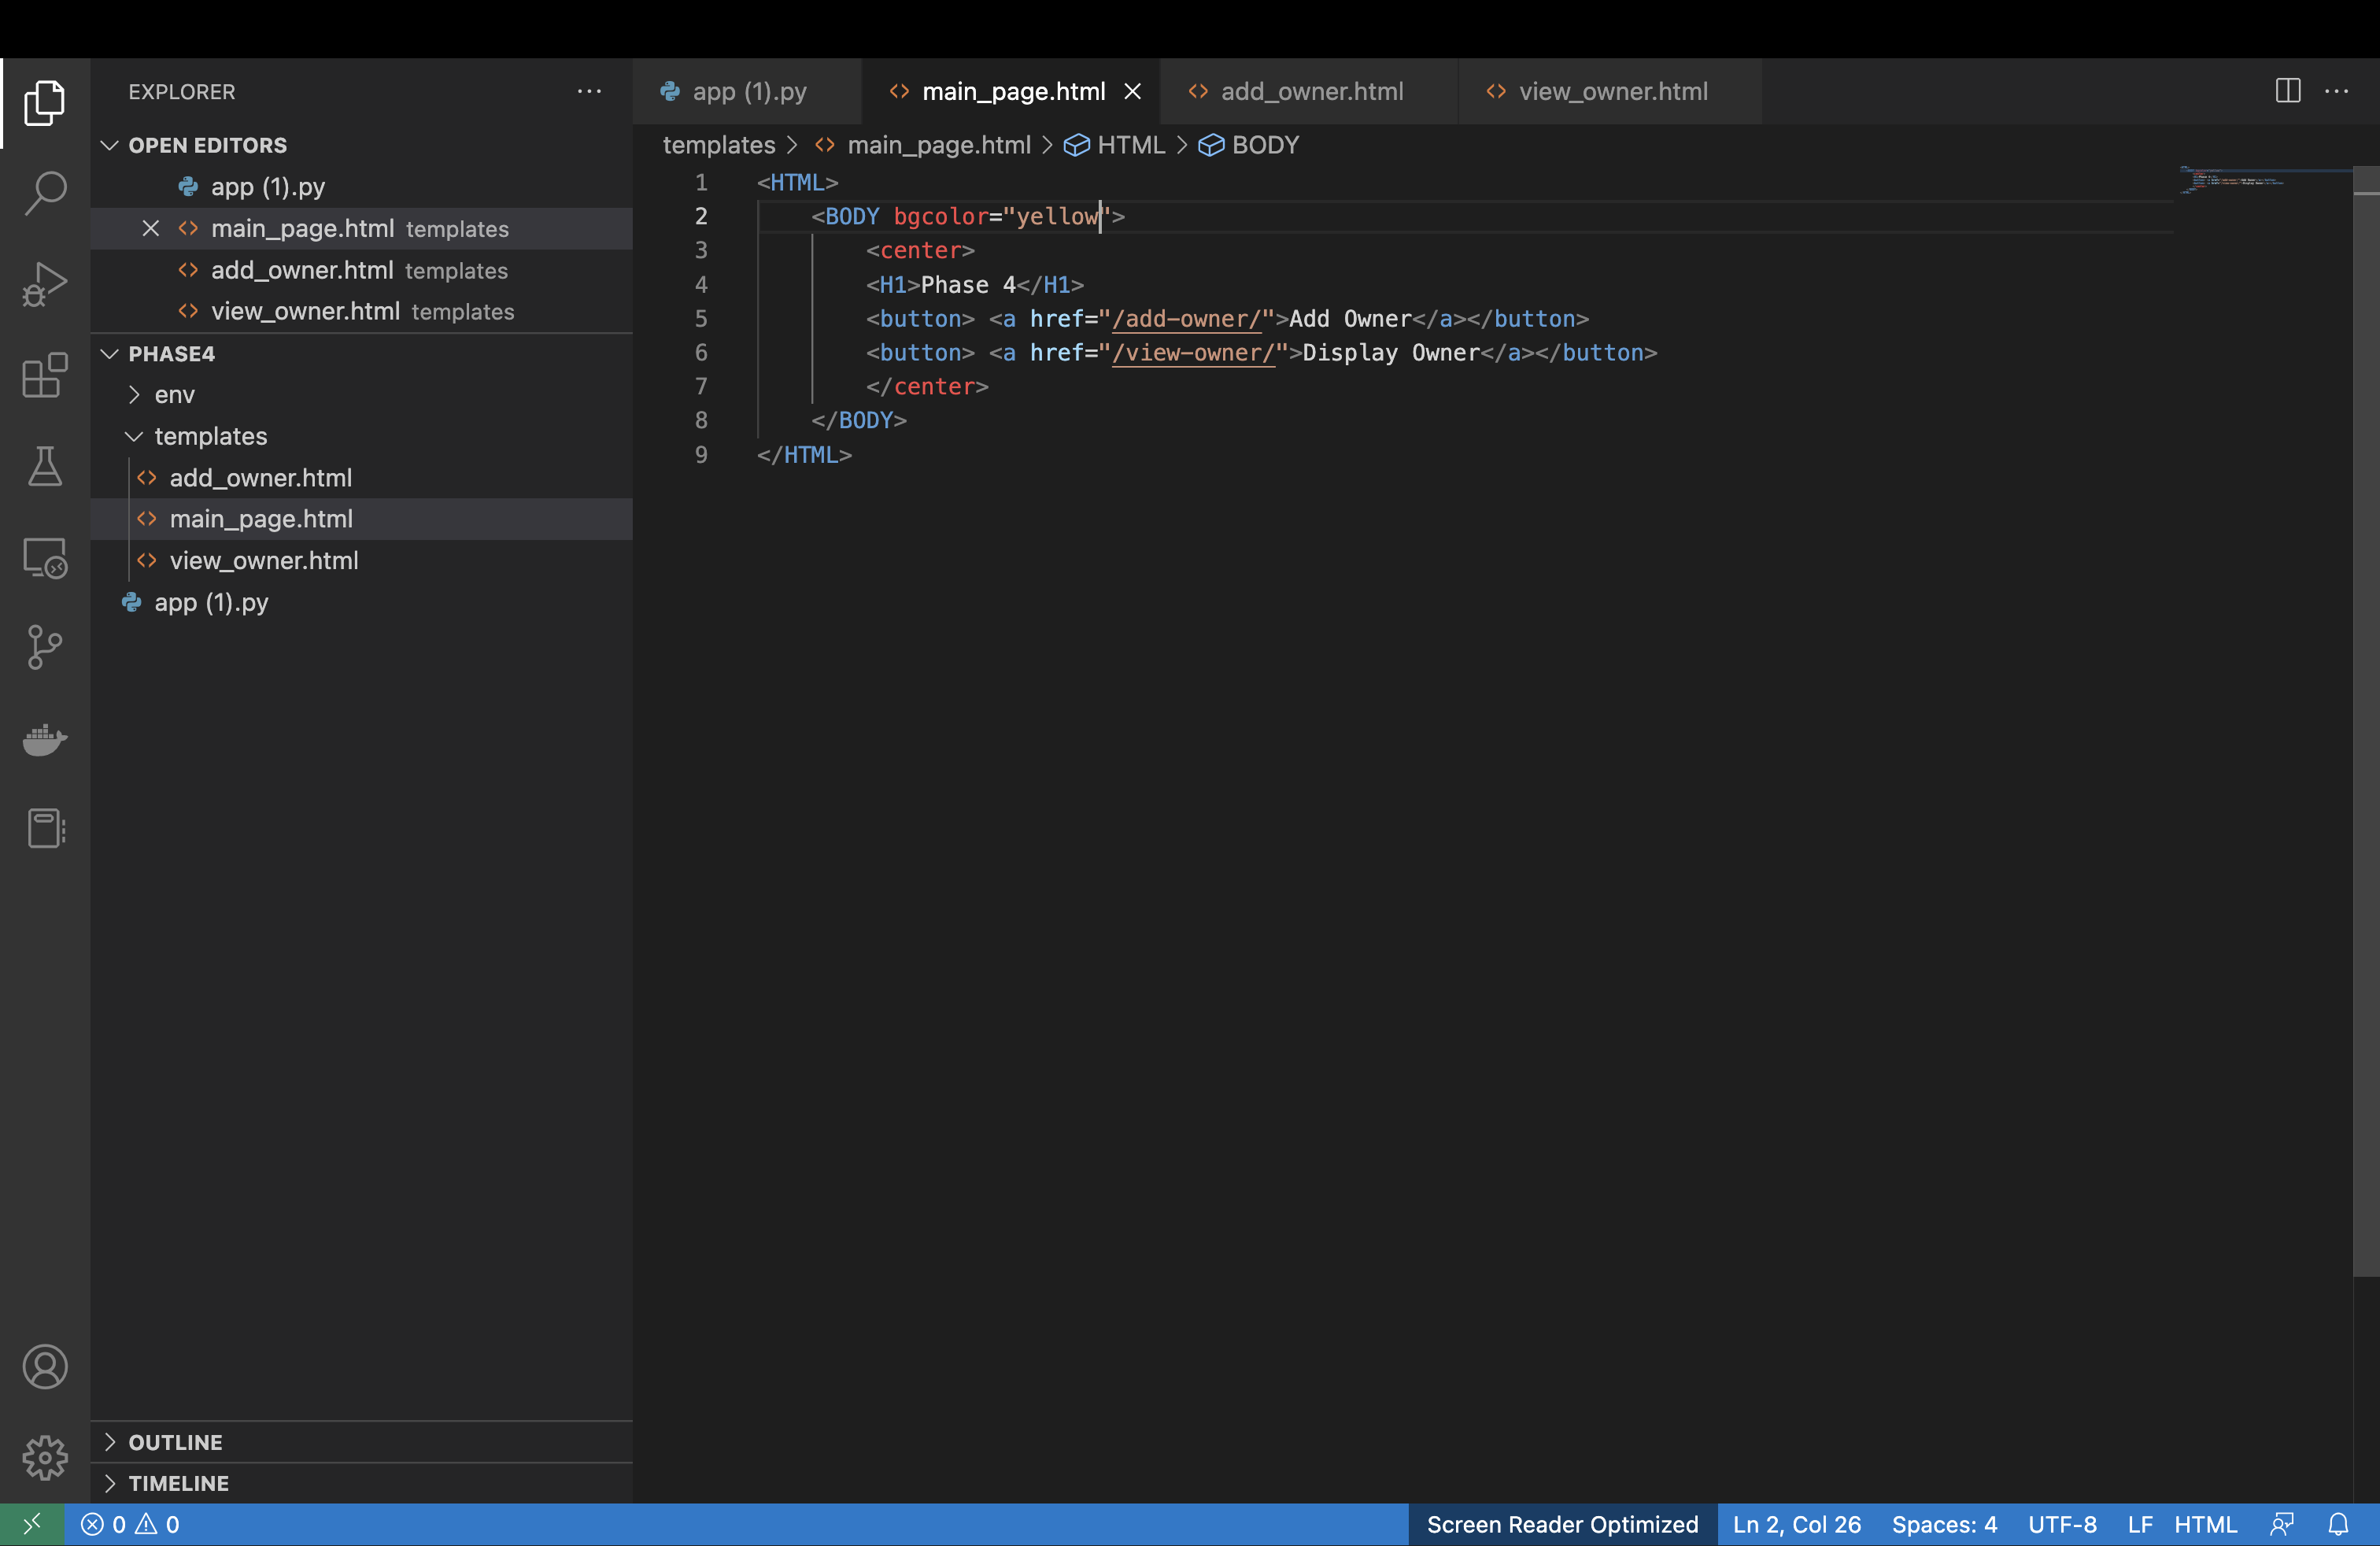 EXPLORER
OPEN EDITORS
app (1).py
main_page.html templates
add_owner.html templates
view_owner.html templates
PHASE4
env
templates
add_owner.html
main_page.html
view_owner.html
app (1).py
OUTLINE
TIMELINE
app (1).py main_page.html add_owner.html view_owner.html
templates > main_page.html > HTML > BODY
1 <HTML>
2 <BODY bgcolor="yellow">
3 <center>
4 <H1>Phase 4</H1>
5 <button> <a href="/add-owner/">Add Owner</a></button>
6 <button> <a href="/view-owner/">Display Owner</a></button>
7 </center>
8 </BODY>
9 </HTML>
0 0 Screen Reader Optimized Ln 2, Col 26 Spaces: 4 UTF-8 LF HTML